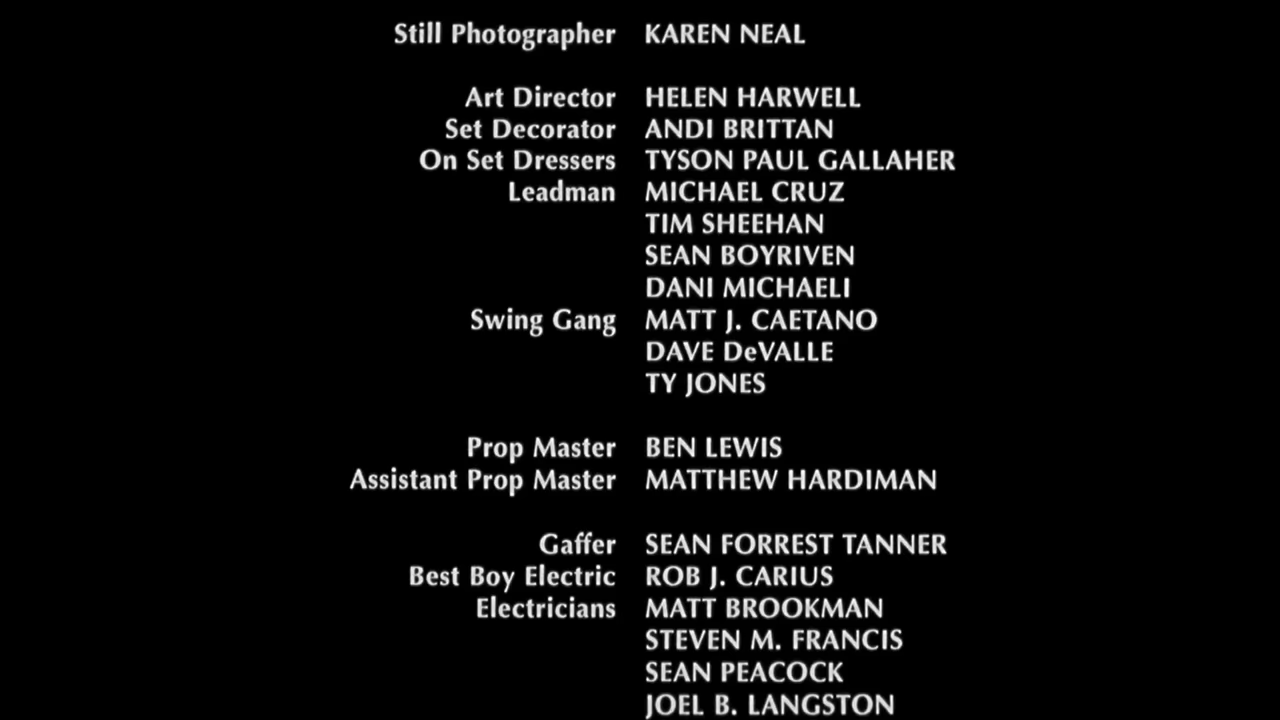 Still Photographer KAREN NEAL
Art Director HELEN HARWELL
Set Decorator ANDI BRITTAN
On Set Dressers TYSON PAUL GALLAHER
Leadman MICHAEL CRUZ
TIM SHEEHAN
SEAN BOYRIVEN
DANI MICHAELI
Swing Gang MATT J. CAETANO
DAVE DeVALLE
TY JONES
Prop Master BEN LEWIS
Assistant Prop Master MATTHEW HARDIMAN
Gaffer SEAN FORREST TANNER
Best Boy Electric ROB J. CARIUS
Electricians MATT BROOKMAN
STEVEN M. FRANCIS
SEAN PEACOCK
JOEL B. LANGSTON